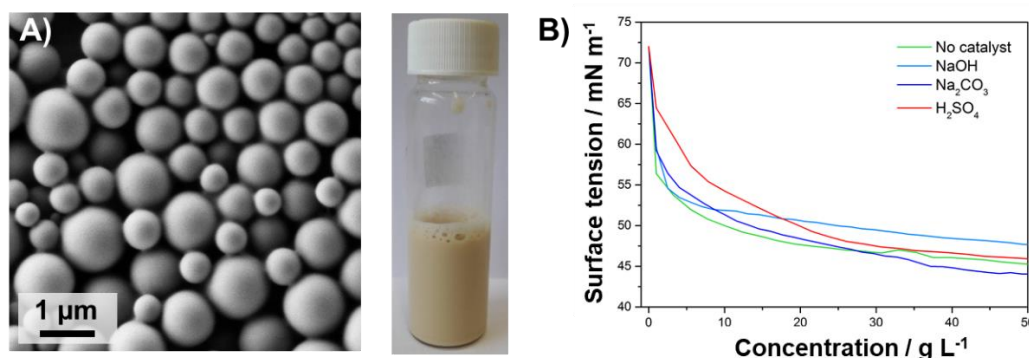 A)
1 µm
B)
No catalyst
NaOH
Na₂CO₃
H₂SO₄
Surface tension / mN m⁻¹
75
70
65
60
55
50
45
40
0
10
20
30
40
50
Concentration / g L⁻¹